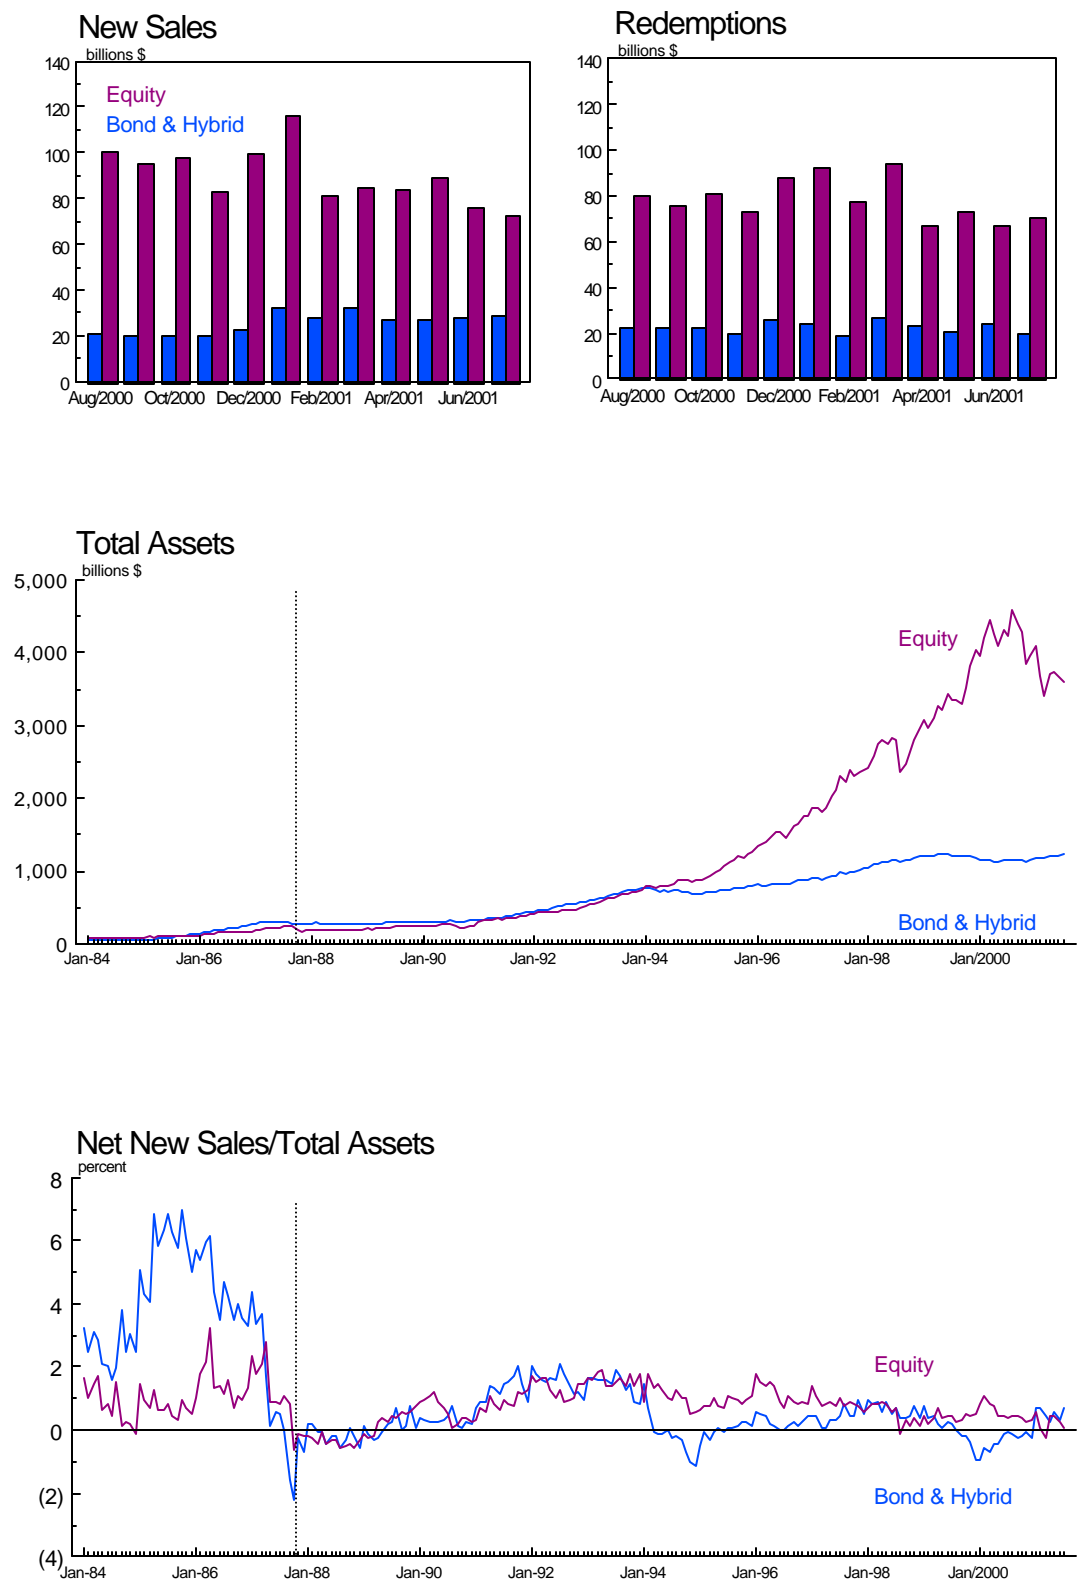 New Sales
billions $
140
120
100
80
60
40
20
0
Equity
Bond & Hybrid
Aug/2000 Oct/2000 Dec/2000 Feb/2001 Apr/2001 Jun/2001
Redemptions
billions $
140
120
100
80
60
40
20
0
Aug/2000 Oct/2000 Dec/2000 Feb/2001 Apr/2001 Jun/2001
Total Assets
billions $
5,000
4,000
3,000
2,000
1,000
0
Equity
Bond & Hybrid
Jan-84 Jan-86 Jan-88 Jan-90 Jan-92 Jan-94 Jan-96 Jan-98 Jan/2000
Net New Sales/Total Assets
percent
8
6
4
2
0
(2)
(4)
Equity
Bond & Hybrid
Jan-84 Jan-86 Jan-88 Jan-90 Jan-92 Jan-94 Jan-96 Jan-98 Jan/2000